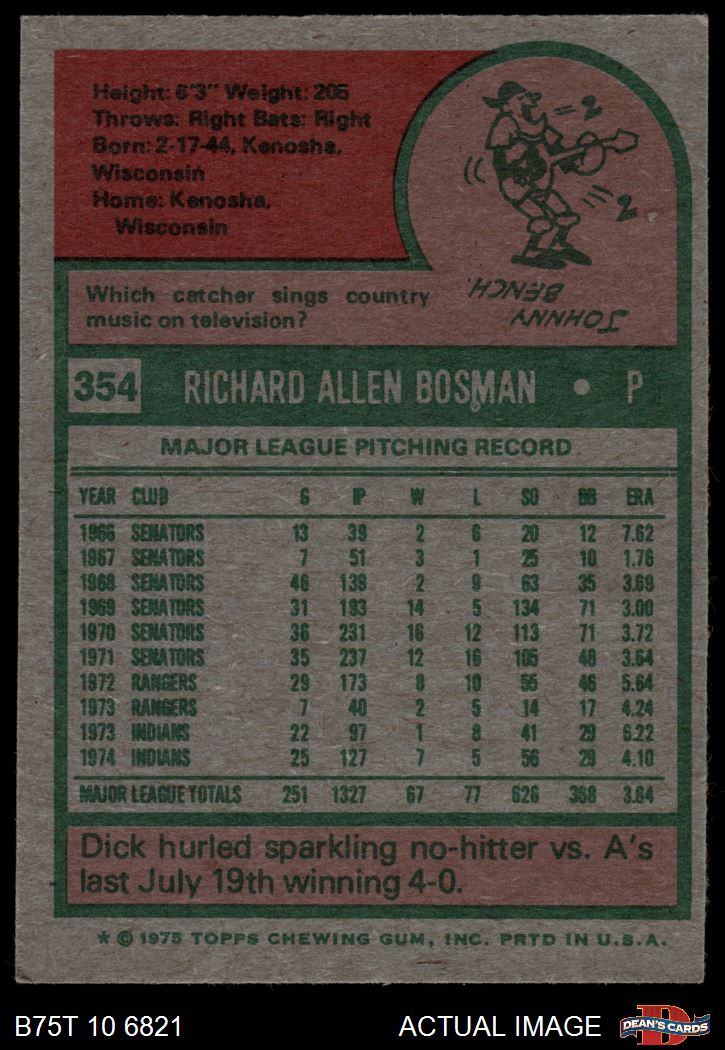 Height: 6'3" Weight: 205
Throws: Right Bats: Right
Born: 2-17-44, Kenosha,
Wisconsin
Home: Kenosha,
Wisconsin
=2
2
Which catcher sings country
music on television?
JOHNNY
BENCH.
354 RICHARD ALLEN BOSMAN • P
MAJOR LEAGUE PITCHING RECORD
YEAR CLUB G IP W L SO BB ERA
1966 SENATORS 13 39 2 6 20 12 7.62
1967 SENATORS 7 51 3 1 25 10 1.76
1968 SENATORS 46 139 2 9 63 35 3.69
1969 SENATORS 31 193 14 5 134 71 3.00
1970 SENATORS 36 231 16 12 113 71 3.72
1971 SENATORS 35 237 12 16 105 48 3.64
1972 RANGERS 29 173 8 10 55 46 5.64
1973 RANGERS 7 40 2 5 14 17 4.24
1973 INDIANS 22 97 1 8 41 29 6.22
1974 INDIANS 25 127 7 5 56 29 4.10
MAJOR LEAGUE TOTALS 251 1327 67 77 626 368 3.84
Dick hurled sparkling no-hitter vs. A's
last July 19th winning 4-0.
* © 1975 TOPPS CHEWING GUM, INC. PRTD IN U.S.A.
B75T 10 6821 ACTUAL IMAGE DEAN'S CARDS